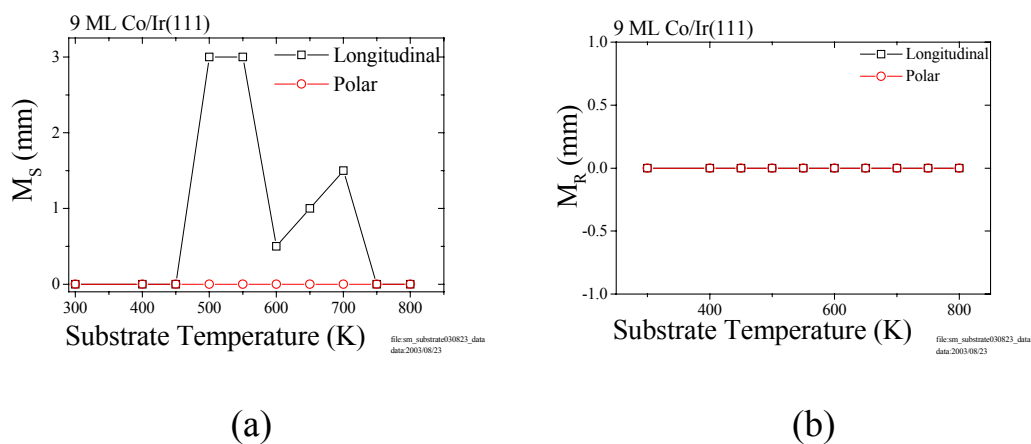 9 ML Co/Ir(111)
3
2
1
0
M_S (mm)
Longitudinal
Polar
300 400 500 600 700 800
Substrate Temperature (K)
file:sm_substrate030823_data
data:2003/08/23
(a)
9 ML Co/Ir(111)
1.0
0.5
0.0
-0.5
-1.0
M_R (mm)
Longitudinal
Polar
400 600 800
Substrate Temperature (K)
file:sm_substrate030823_data
data:2003/08/23
(b)